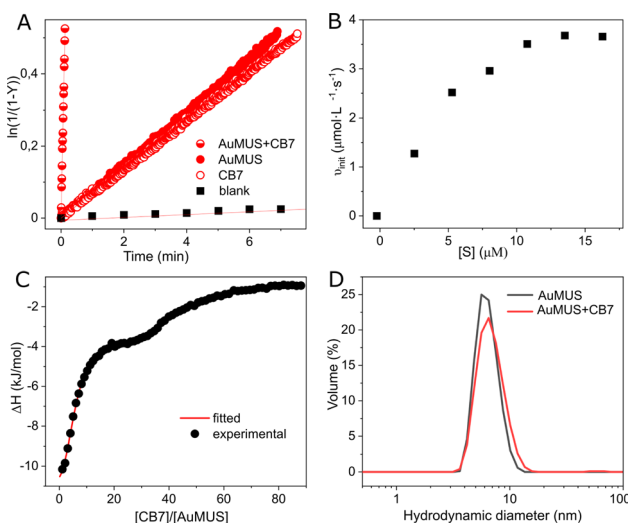 A
ln(1/(1-Y))
0,4
0,2
0
0 2 4 6 8
Time (min)
AuMUS+CB7
AuMUS
CB7
blank
B
υinit (μmol·L⁻¹·s⁻¹)
4
3
2
1
0
0 5 10 15
[S] (μM)
C
ΔH (kJ/mol)
-2
-4
-6
-8
-10
0 20 40 60 80
[CB7]/[AuMUS]
fitted
experimental
D
Volume (%)
25
20
15
10
5
0
1 10 100
Hydrodynamic diameter (nm)
AuMUS
AuMUS+CB7